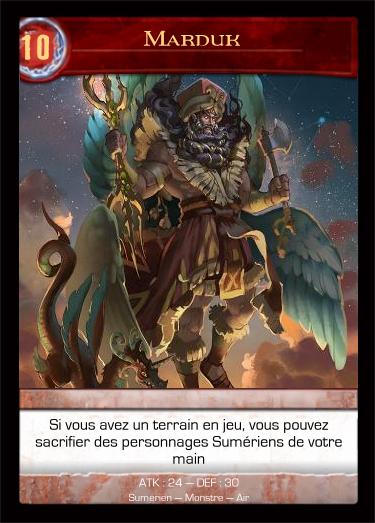 10
Marduk
Si vous avez un terrain en jeu, vous pouvez
sacrifier des personnages Sumériens de votre
main
ATK : 24 – DEF : 30
Sumerien – Monstre – Air